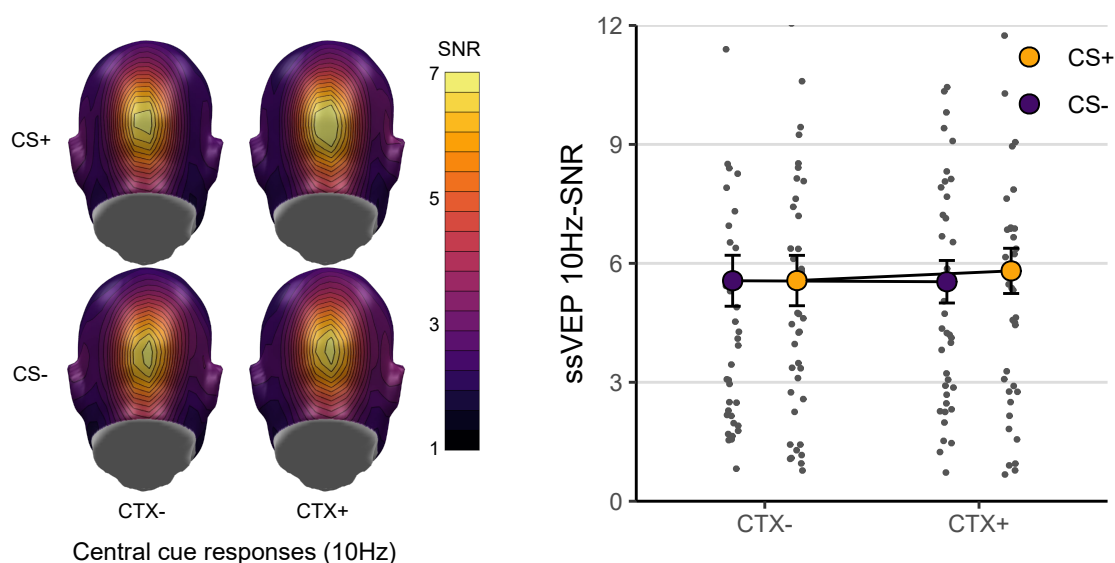 SNR
7
CS+
5
3
CS-
1
CTX-
CTX+
Central cue responses (10Hz)
ssVEP 10Hz-SNR
12
9
6
3
0
CS+
CS-
CTX-
CTX+